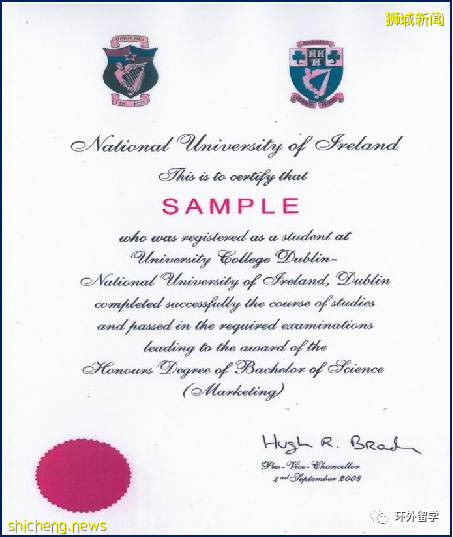 狮城新闻
National University of Ireland
This is to certify that
SAMPLE
who was registered as a student at
University College Dublin-
National University of Ireland, Dublin
completed successfully the course of studies
and passed in the required examinations
leading to the award of the
Honours Degree of Bachelor of Science
(Marketing)
Hugh R. Brady
Pro-Vice-Chancellor
2nd September 2008
shicheng.news
环外留学